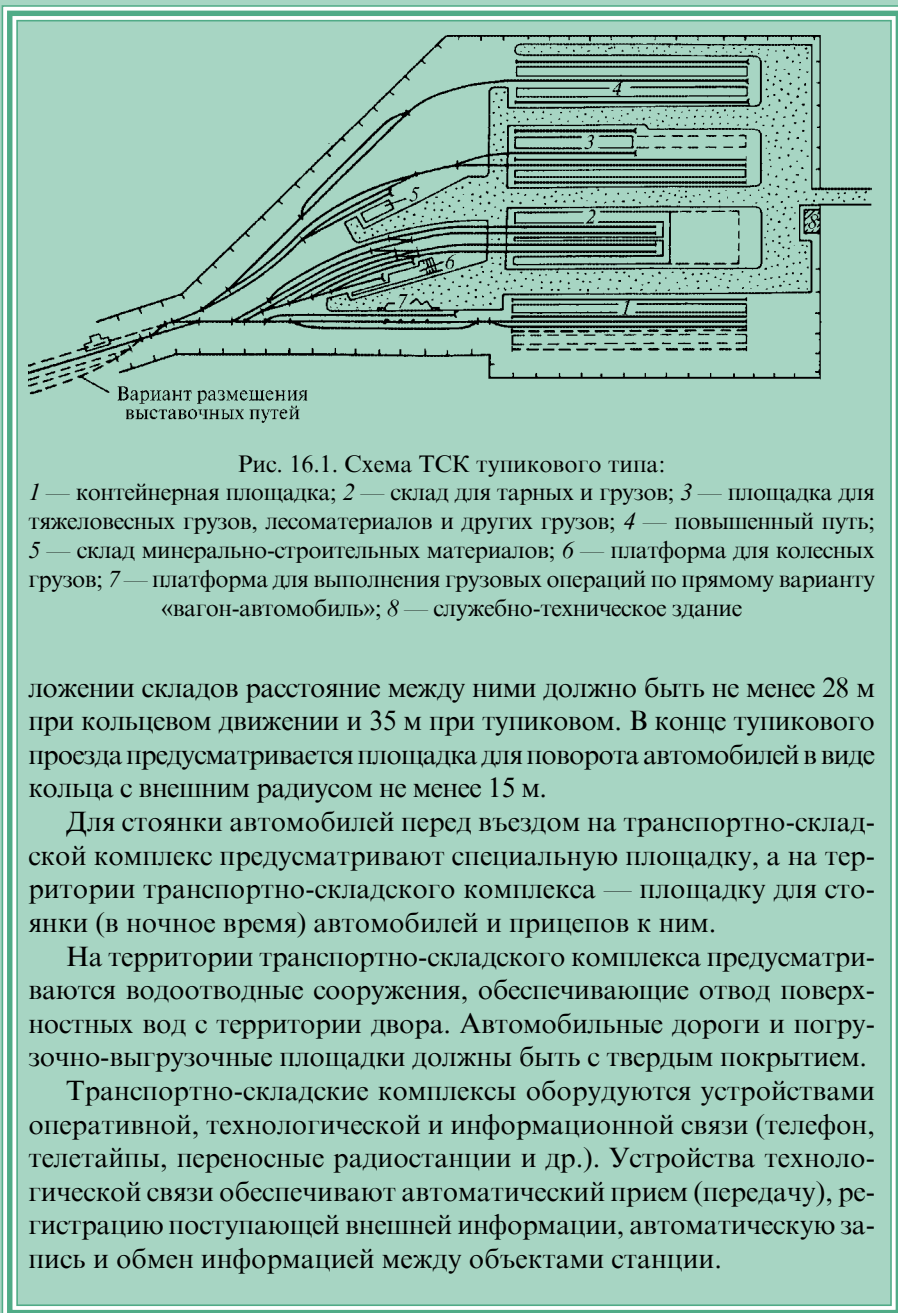 4
3
5
2
8
6
7
1
Вариант размещения
выставочных путей
Рис. 16.1. Схема ТСК тупикового типа:
1 — контейнерная площадка; 2 — склад для тарных и грузов; 3 — площадка для
тяжеловесных грузов, лесоматериалов и других грузов; 4 — повышенный путь;
5 — склад минерально-строительных материалов; 6 — платформа для колесных
грузов; 7 — платформа для выполнения грузовых операций по прямому варианту
«вагон-автомобиль»; 8 — служебно-техническое здание
ложении складов расстояние между ними должно быть не менее 28 м
при кольцевом движении и 35 м при тупиковом. В конце тупикового
проезда предусматривается площадка для поворота автомобилей в виде
кольца с внешним радиусом не менее 15 м.
Для стоянки автомобилей перед въездом на транспортно-склад-
ской комплекс предусматривают специальную площадку, а на тер-
ритории транспортно-складского комплекса — площадку для сто-
янки (в ночное время) автомобилей и прицепов к ним.
На территории транспортно-складского комплекса предусматри-
ваются водоотводные сооружения, обеспечивающие отвод поверх-
ностных вод с территории двора. Автомобильные дороги и погру-
зочно-выгрузочные площадки должны быть с твердым покрытием.
Транспортно-складские комплексы оборудуются устройствами
оперативной, технологической и информационной связи (телефон,
телетайпы, переносные радиостанции и др.). Устройства техноло-
гической связи обеспечивают автоматический прием (передачу), ре-
гистрацию поступающей внешней информации, автоматическую за-
пись и обмен информацией между объектами станции.